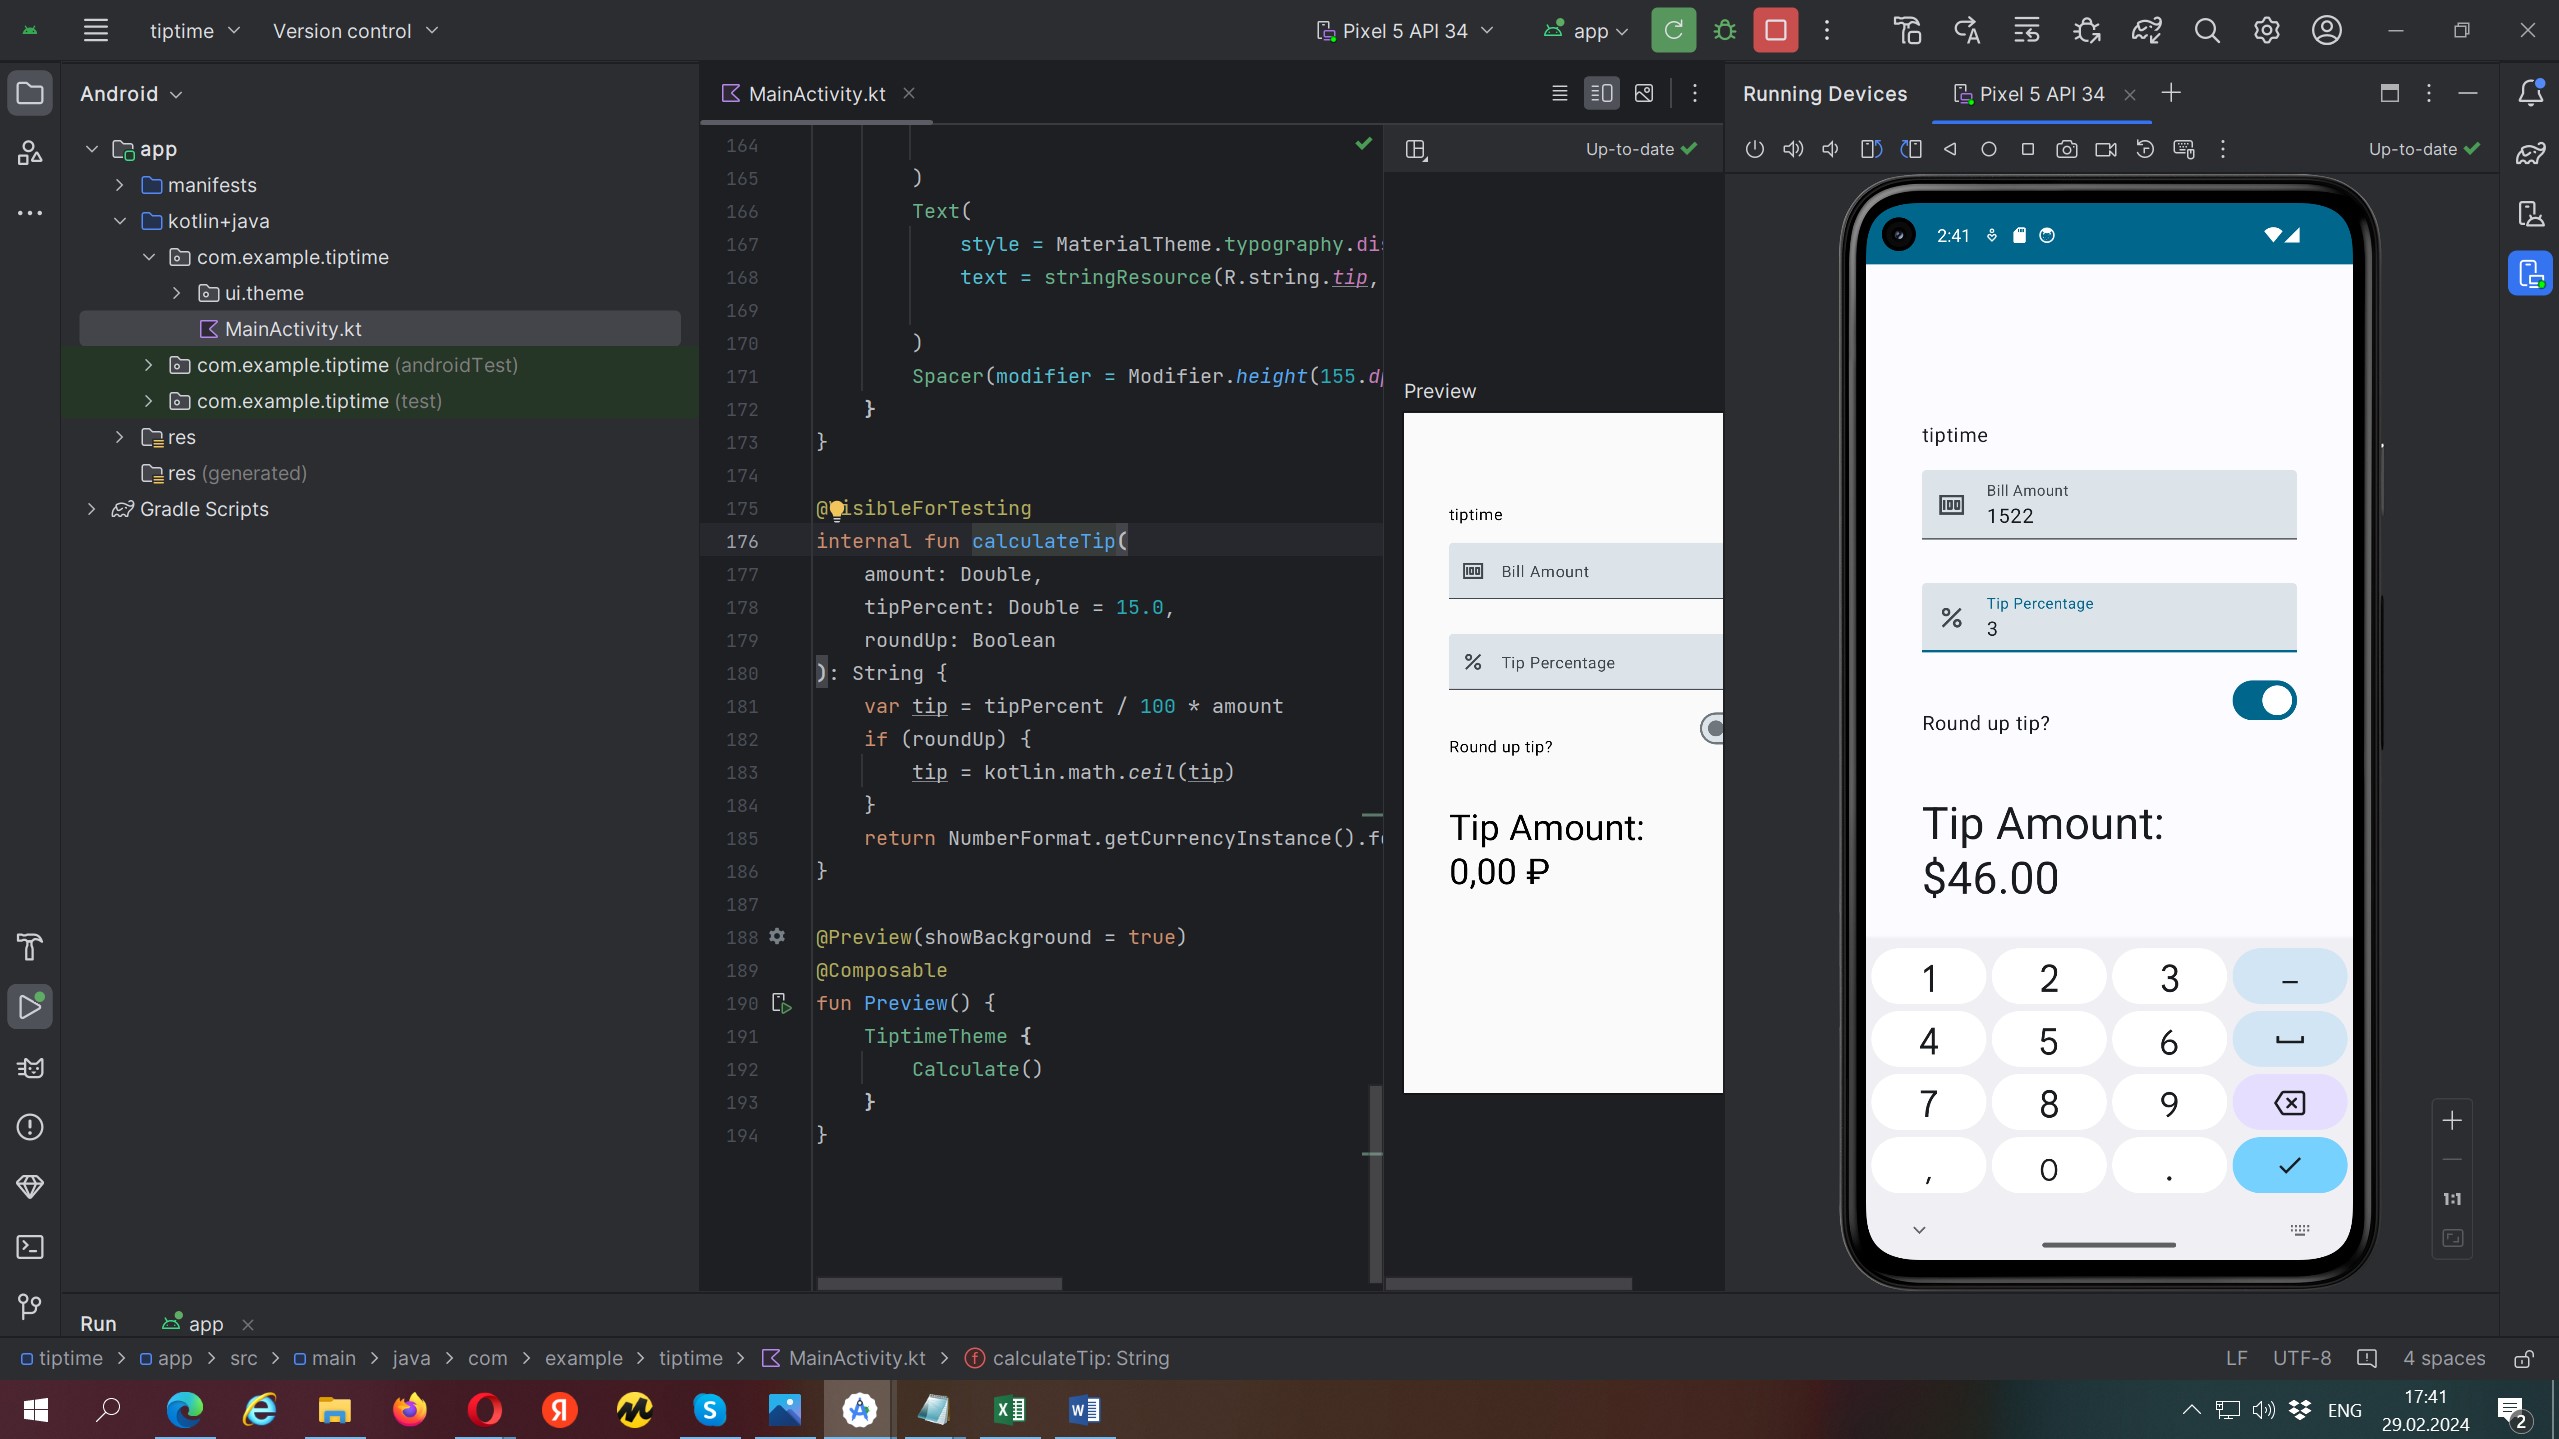 tiptime
Version control
Pixel 5 API 34
app
Android
MainActivity.kt
Running Devices
Pixel 5 API 34
app
manifests
kotlin+java
com.example.tiptime
ui.theme
MainActivity.kt
com.example.tiptime (androidTest)
com.example.tiptime (test)
res
res (generated)
Gradle Scripts
164
165 )
166 Text(
167 style = MaterialTheme.typography.di
168 text = stringResource(R.string.tip,
169
170 )
171 Spacer(modifier = Modifier.height(155.d
172 }
173 }
174
175 @VisibleForTesting
176 internal fun calculateTip(
177 amount: Double,
178 tipPercent: Double = 15.0,
179 roundUp: Boolean
180 ): String {
181 var tip = tipPercent / 100 * amount
182 if (roundUp) {
183 tip = kotlin.math.ceil(tip)
184 }
185 return NumberFormat.getCurrencyInstance().f
186 }
187
188 @Preview(showBackground = true)
189 @Composable
190 fun Preview() {
191 TiptimeTheme {
192 Calculate()
193 }
194 }
Up-to-date
Preview
tiptime
Bill Amount
Tip Percentage
Round up tip?
Tip Amount:
0,00 ₽
Up-to-date
2:41
tiptime
Bill Amount
1522
Tip Percentage
3
Round up tip?
Tip Amount:
$46.00
1 2 3 –
4 5 6
7 8 9
, 0 .
1:1
Run
app
tiptime > app > src > main > java > com > example > tiptime > MainActivity.kt > calculateTip: String
LF UTF-8 4 spaces
ENG
17:41
29.02.2024
2